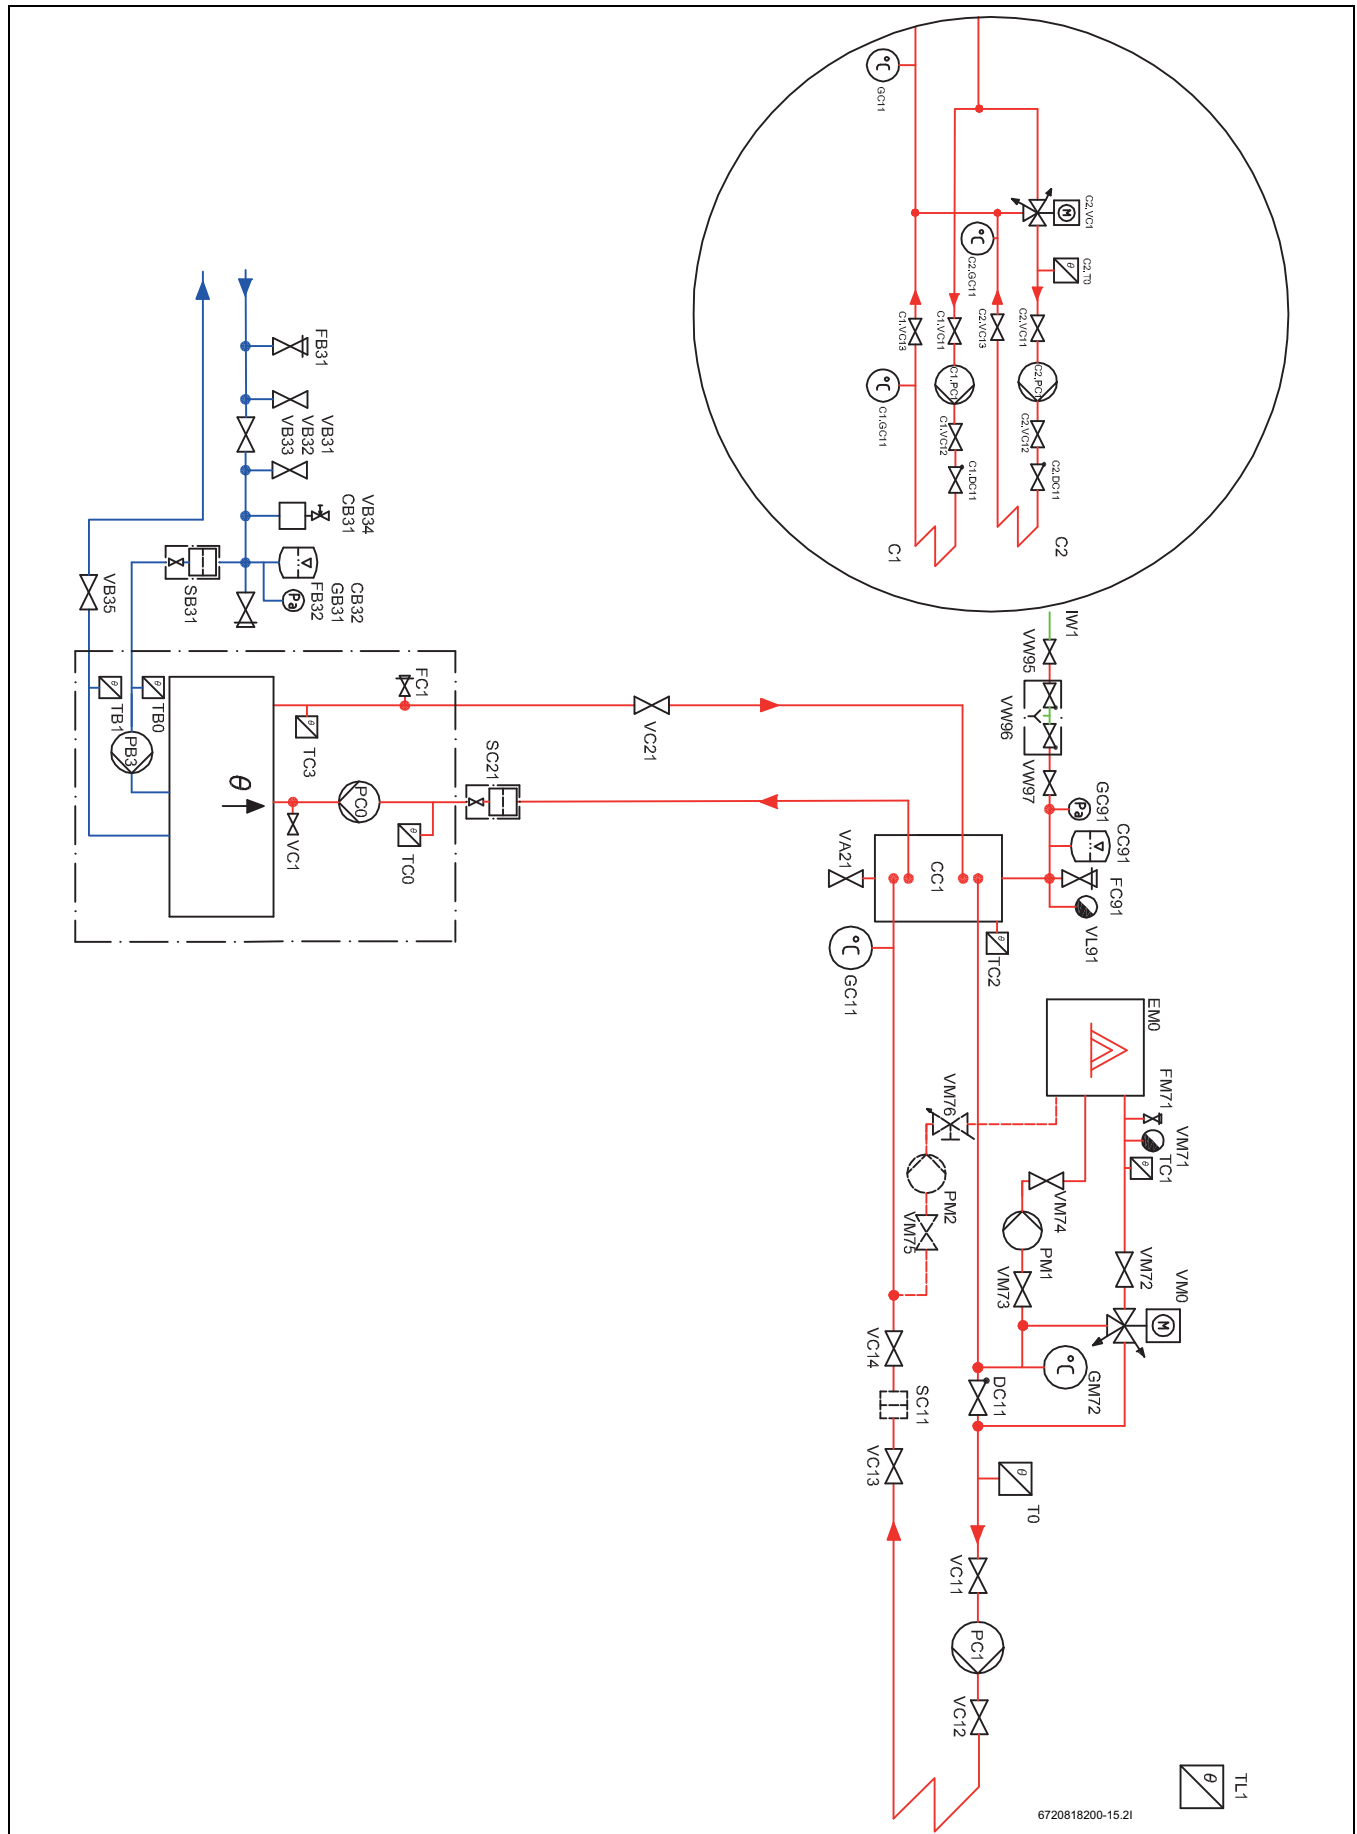 °C
GC11
C2.VC1
M
C2.T0
θ
°C
C2.GC11
C1.VC13
C1.VC11
C2.VC13
C2.VC11
°C
C1.GC11
C1.PC1
C2.PC1
C1.VC12
C2.VC12
C1.DC11
C2.DC11
C1
C2
FB31
VB31
VB32
VB33
VB34
CB31
CB32
GB31
FB32
Pa
SB31
VB35
θ
TB1
θ
TB0
PB3
θ
FC1
θ
TC3
PC0
VC1
θ
TC0
SC21
VC21
IW1
VW95
VW96
VW97
GC91
Pa
CC91
FC91
VL91
VA21
CC1
°C
GC11
θ
TC2
EM0
FM71
VM71
TC1
θ
VM76
PM2
VM75
VM74
PM1
VM73
VM72
VM0
M
°C
GM72
VC14
SC11
VC13
DC11
θ
T0
VC11
PC1
VC12
θ
TL1
6720818200-15.2I